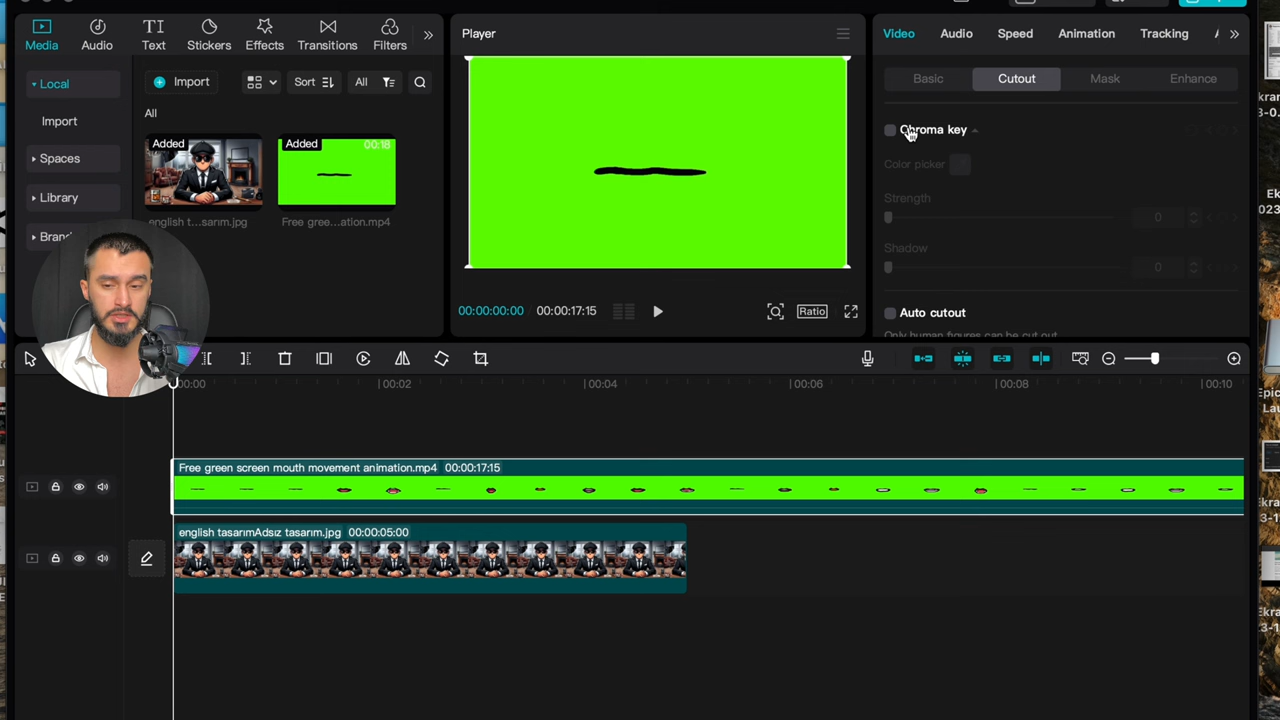 Media
Audio
Text
Stickers
Effects
Transitions
Filters
Local
Import
Spaces
Library
Import
Sort
All
All
Added
english t...sarım.jpg
Added
00:18
Free gree...ation.mp4
Player
00:00:00:00
00:00:17:15
Ratio
Video
Audio
Speed
Animation
Tracking
Basic
Cutout
Mask
Enhance
Chroma key
Color picker
Strength
0
Shadow
0
Auto cutout
Only human figures can be cut out
00:00
00:02
00:04
00:06
00:08
00:10
Free green screen mouth movement animation.mp4 00:00:17:15
english tasarımAdsız tasarım.jpg 00:00:05:00